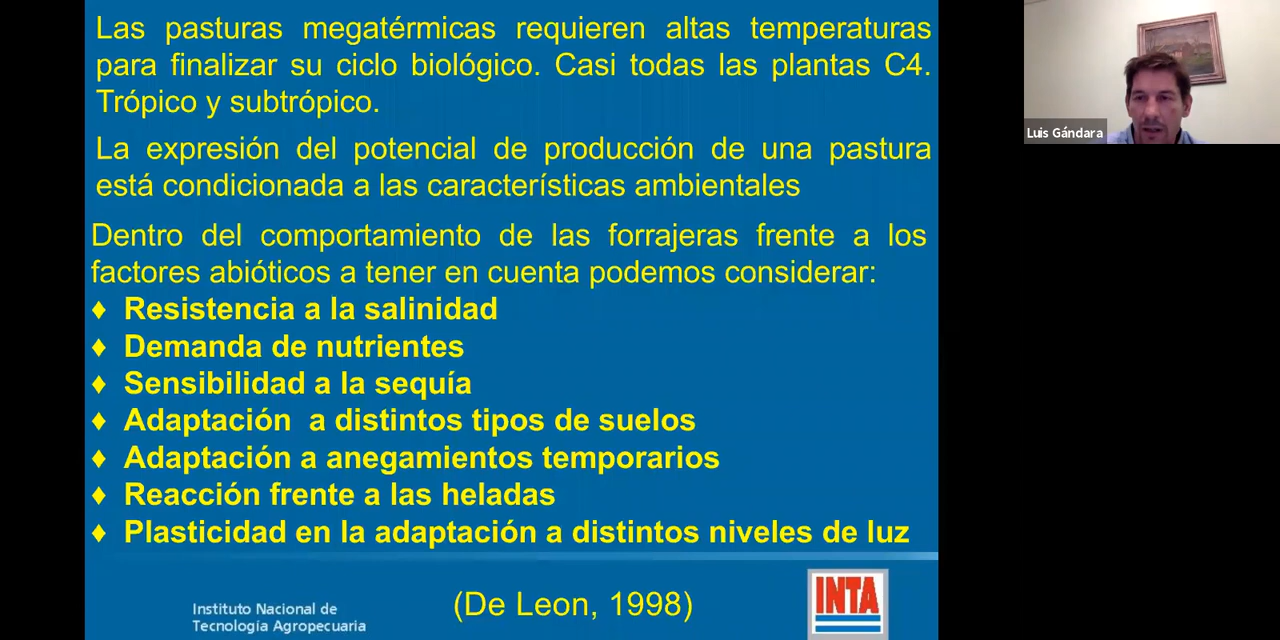 Las pasturas megatérmicas requieren altas temperaturas
para finalizar su ciclo biológico. Casi todas las plantas C4.
Trópico y subtrópico.
La expresión del potencial de producción de una pastura
está condicionada a las características ambientales
Dentro del comportamiento de las forrajeras frente a los
factores abióticos a tener en cuenta podemos considerar:
♦ Resistencia a la salinidad
♦ Demanda de nutrientes
♦ Sensibilidad a la sequía
♦ Adaptación a distintos tipos de suelos
♦ Adaptación a anegamientos temporarios
♦ Reacción frente a las heladas
♦ Plasticidad en la adaptación a distintos niveles de luz
(De Leon, 1998)
Instituto Nacional de
Tecnología Agropecuaria
INTA
Luis Gándara